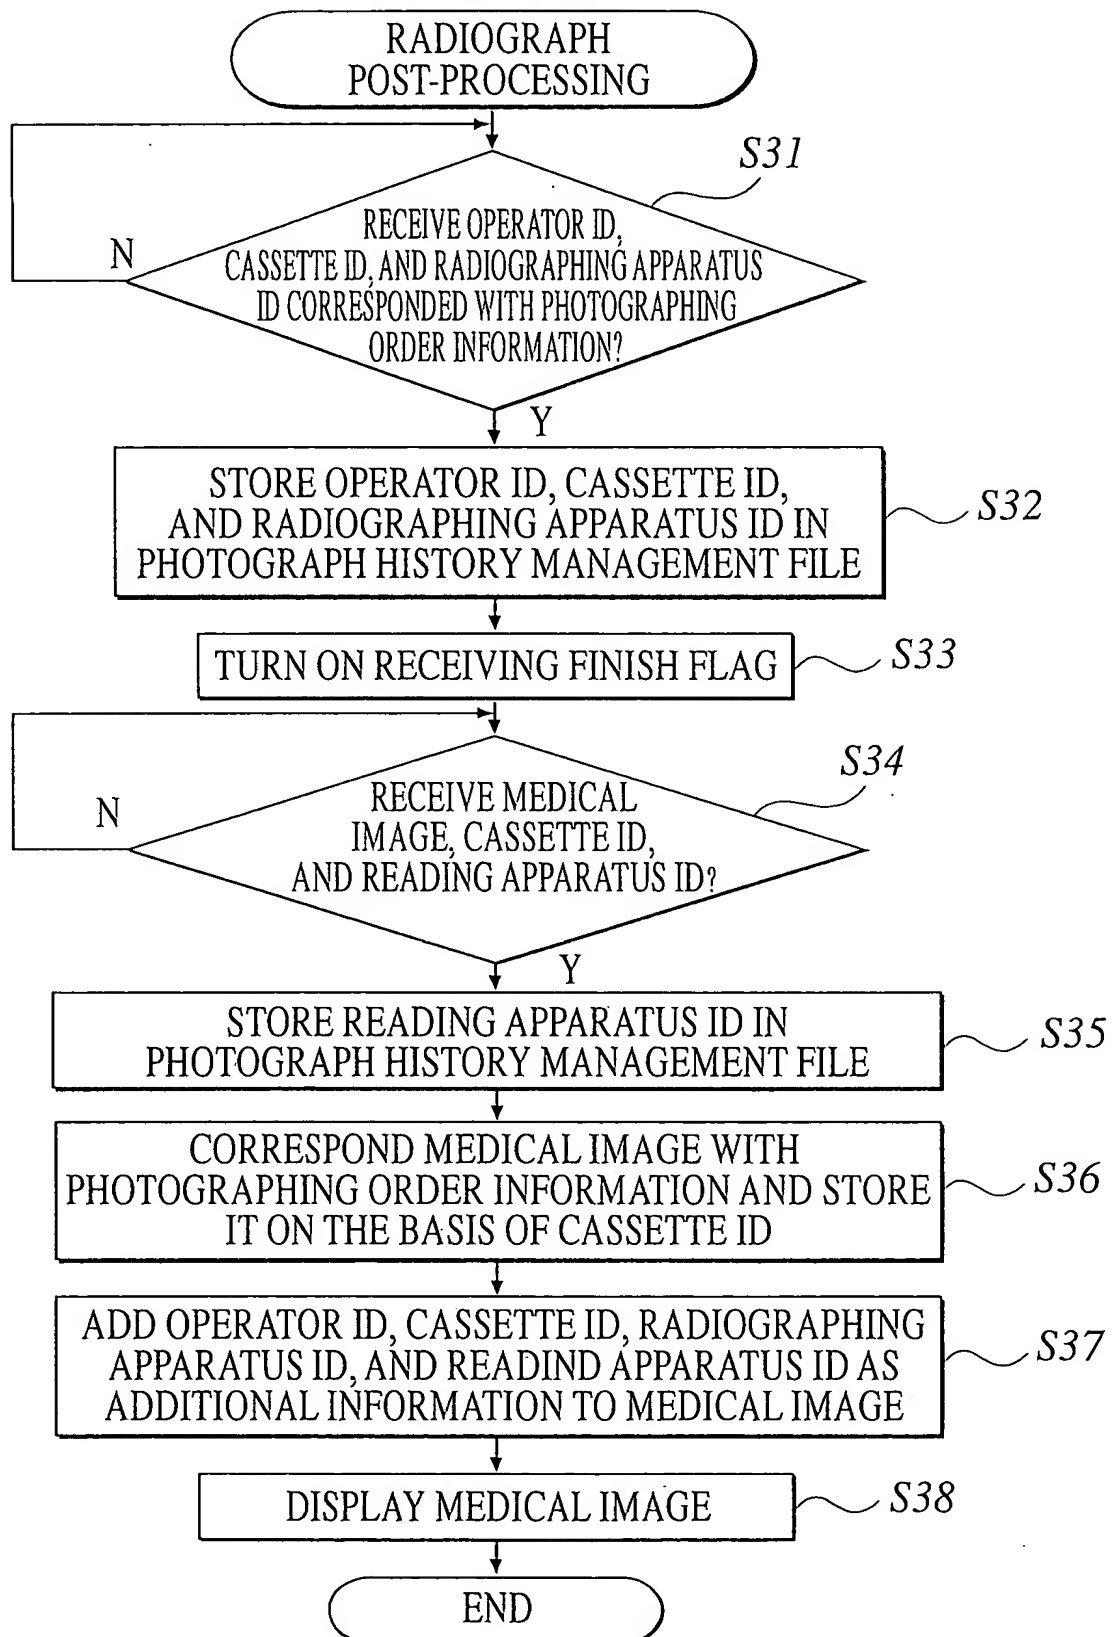 RADIOGRAPH
POST-PROCESSING
S31
RECEIVE OPERATOR ID,
CASSETTE ID, AND RADIOGRAPHING APPARATUS
ID CORRESPONDED WITH PHOTOGRAPHING
ORDER INFORMATION?
N
Y
STORE OPERATOR ID, CASSETTE ID,
AND RADIOGRAPHING APPARATUS ID IN
PHOTOGRAPH HISTORY MANAGEMENT FILE
S32
TURN ON RECEIVING FINISH FLAG
S33
S34
RECEIVE MEDICAL
IMAGE, CASSETTE ID,
AND READING APPARATUS ID?
N
Y
STORE READING APPARATUS ID IN
PHOTOGRAPH HISTORY MANAGEMENT FILE
S35
CORRESPOND MEDICAL IMAGE WITH
PHOTOGRAPHING ORDER INFORMATION AND STORE
IT ON THE BASIS OF CASSETTE ID
S36
ADD OPERATOR ID, CASSETTE ID, RADIOGRAPHING
APPARATUS ID, AND READIND APPARATUS ID AS
ADDITIONAL INFORMATION TO MEDICAL IMAGE
S37
DISPLAY MEDICAL IMAGE
S38
END